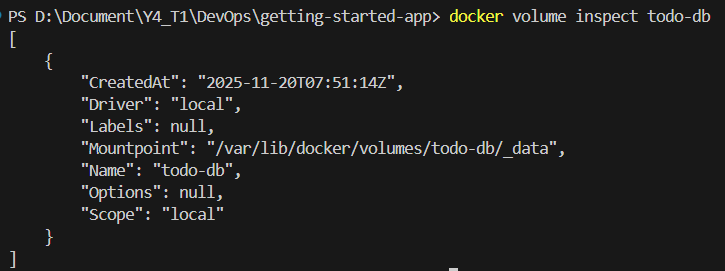 PS D:\Document\Y4_T1\DevOps\getting-started-app> docker volume inspect todo-db
[
    {
        "CreatedAt": "2025-11-20T07:51:14Z",
        "Driver": "local",
        "Labels": null,
        "Mountpoint": "/var/lib/docker/volumes/todo-db/_data",
        "Name": "todo-db",
        "Options": null,
        "Scope": "local"
    }
]